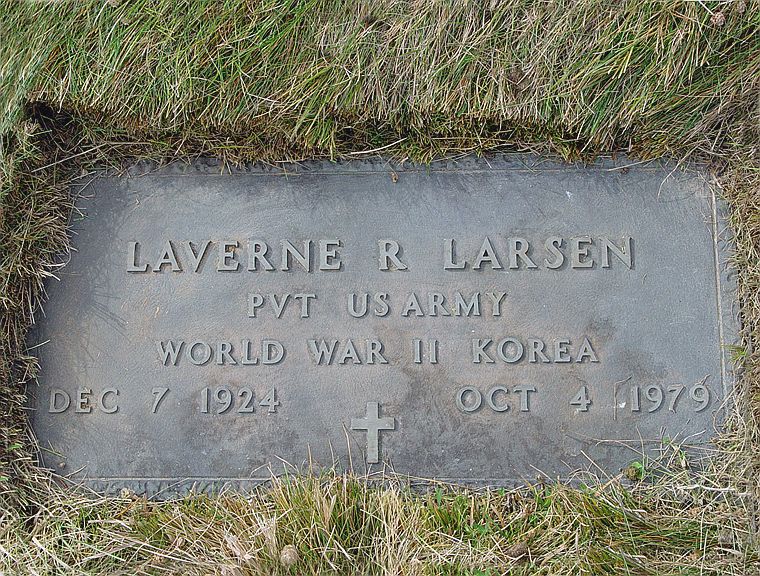 LAVERNE R LARSEN
PVT US ARMY
WORLD WAR II KOREA
DEC 7 1924 OCT 4 1979